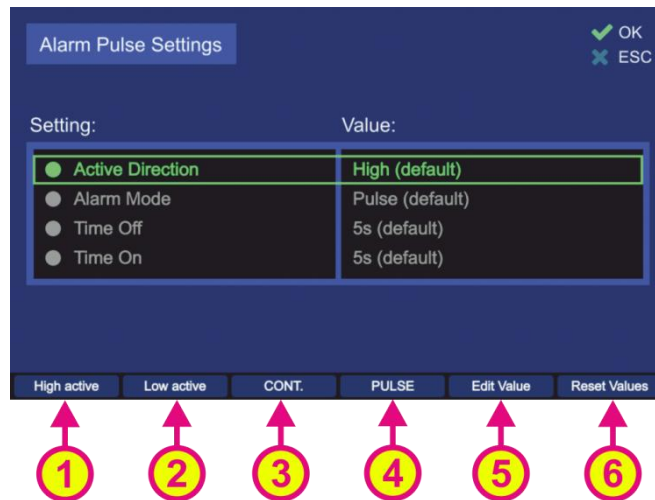 Alarm Pulse Settings
OK
ESC
Setting: Value:
Active Direction High (default)
Alarm Mode Pulse (default)
Time Off 5s (default)
Time On 5s (default)
High active Low active CONT. PULSE Edit Value Reset Values
1 2 3 4 5 6